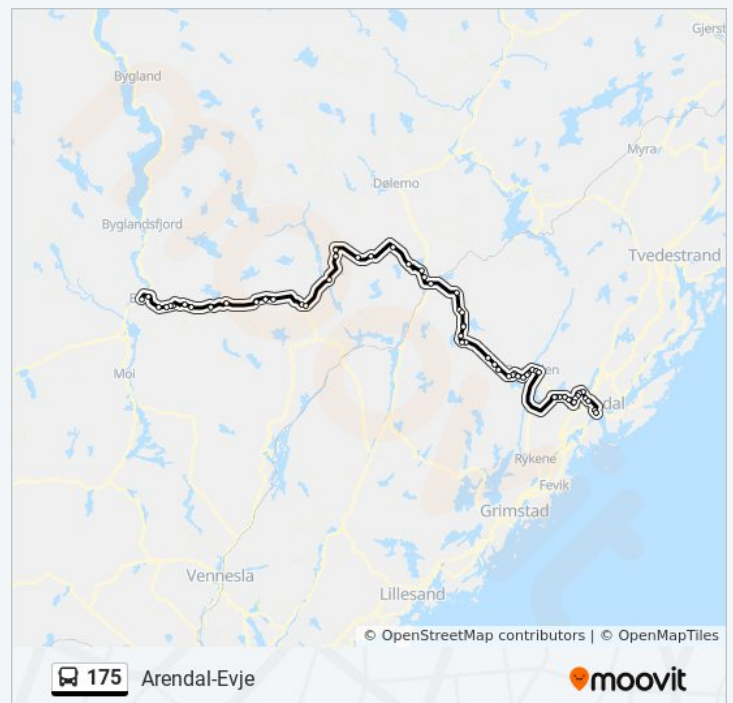 Bygland
Gjerst
Myra
Dølemo
Byglandsfjord
Tvedestrand
E
Moi
en
dal
Rykene
Fevik
Grimstad
Vennesla
Lillesand
© OpenStreetMap contributors | © OpenMapTiles
175 Arendal-Evje
moovit